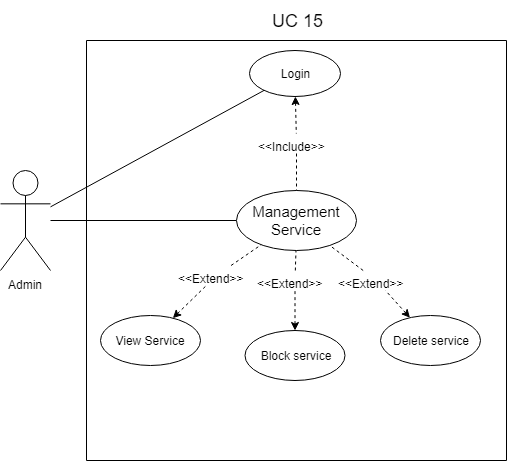 UC 15
Login
<<Include>>
Management
Service
Admin
<<Extend>>
<<Extend>>
<<Extend>>
View Service
Block service
Delete service